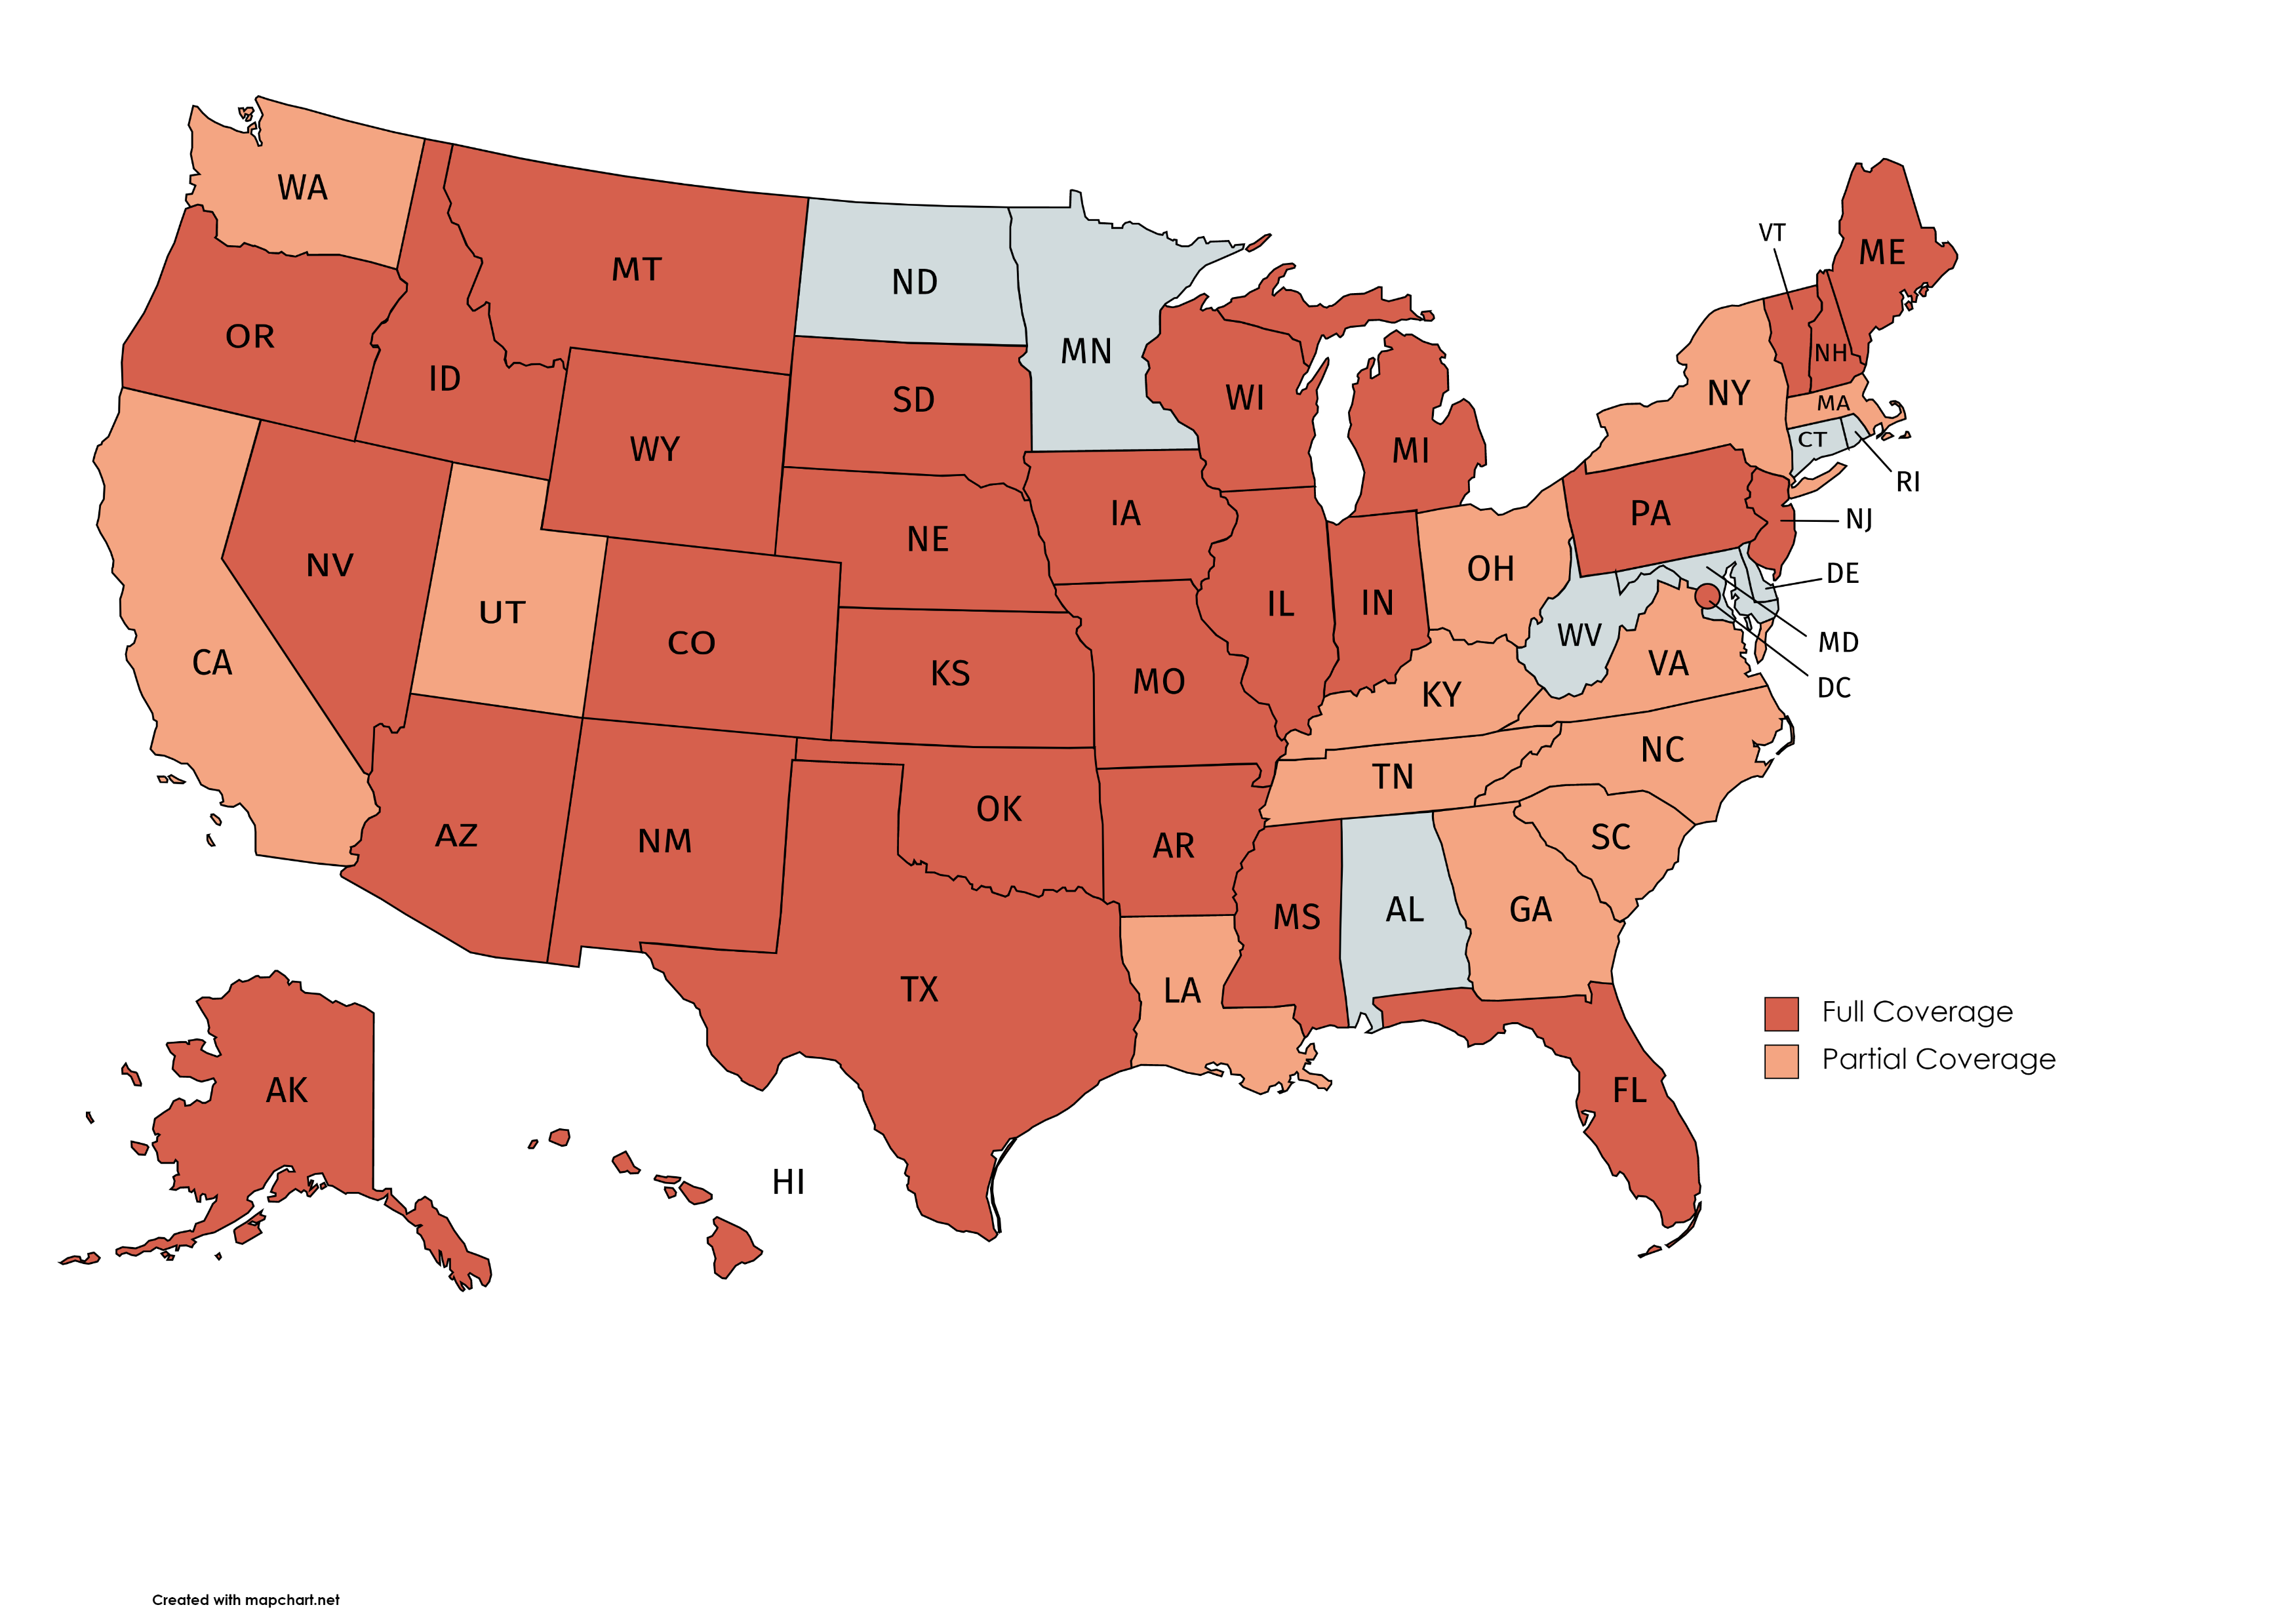 WA
VT
ME
MT
ND
OR
MN
NH
ID
NY
WI
SD
MA
CT
WY
MI
RI
IA
PA
NJ
NE
NV
OH
DE
UT
IL
IN
WV
MD
CO
VA
CA
KS
MO
KY
DC
NC
TN
OK
AZ
NM
AR
SC
MS
AL
GA
TX
LA
Full Coverage
Partial Coverage
AK
FL
HI
Created with mapchart.net